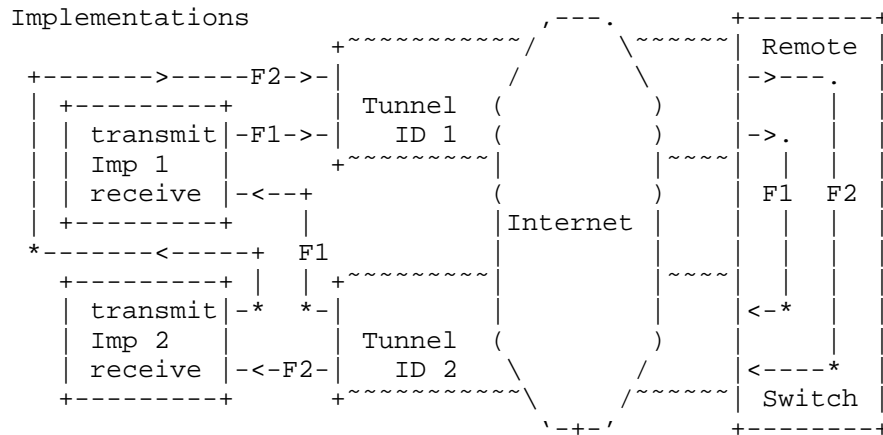 Implementations
Remote
F2
Tunnel
transmit F1 ID 1
Imp 1
receive F1 F2
Internet
F1
transmit
Imp 2 Tunnel
receive F2 ID 2
Switch